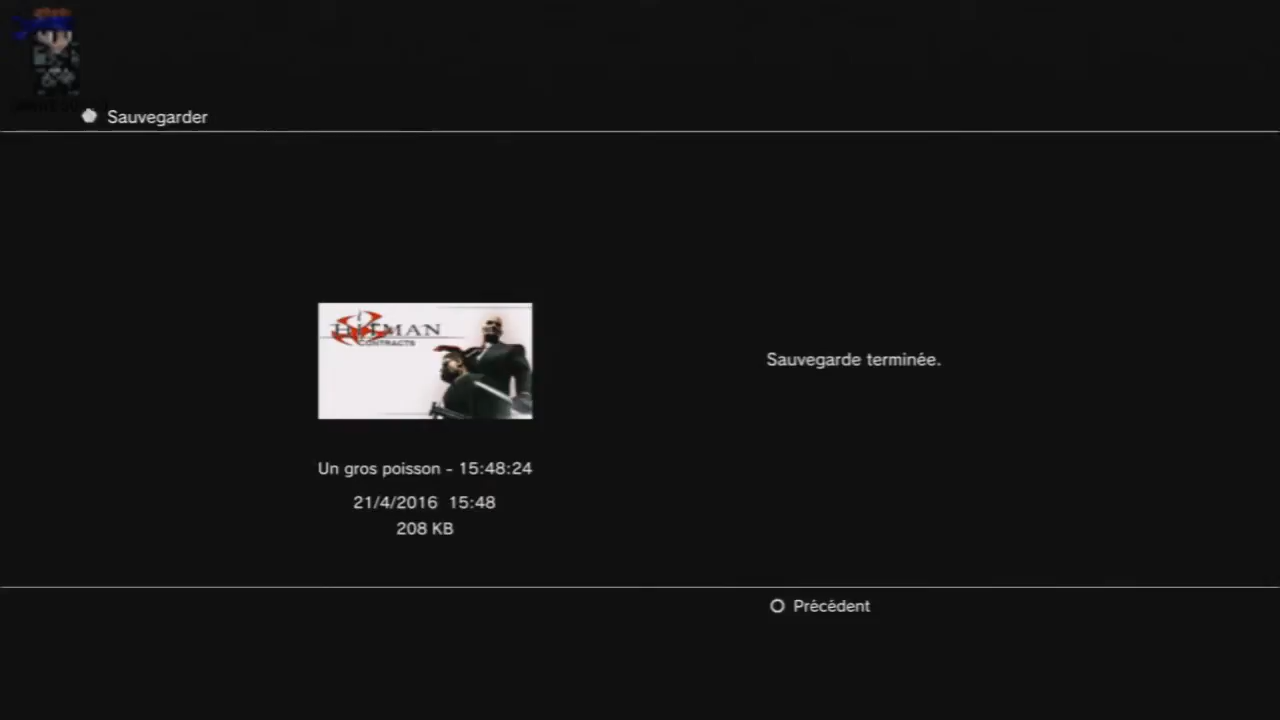 Sauvegarder
HITMAN
CONTRACTS
Sauvegarde terminée.
Un gros poisson - 15:48:24
21/4/2016 15:48
208 KB
Précédent